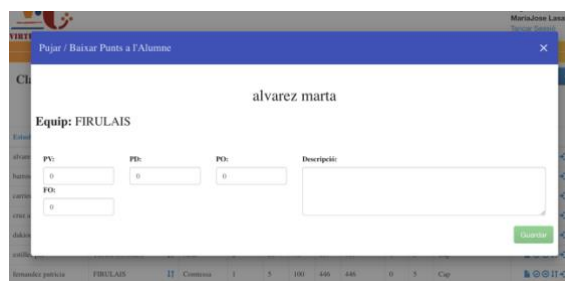 MariaJose Lasa
Tancar Sessió
Pujar / Baixar Punts a l'Alumne
×
alvarez marta
Equip: FIRULAIS
PV:
PD:
PO:
Descripció:
0
0
0
FO:
0
Guardar
fernandez patricia FIRULAIS 1 5 100 446 446 0 5 Cap